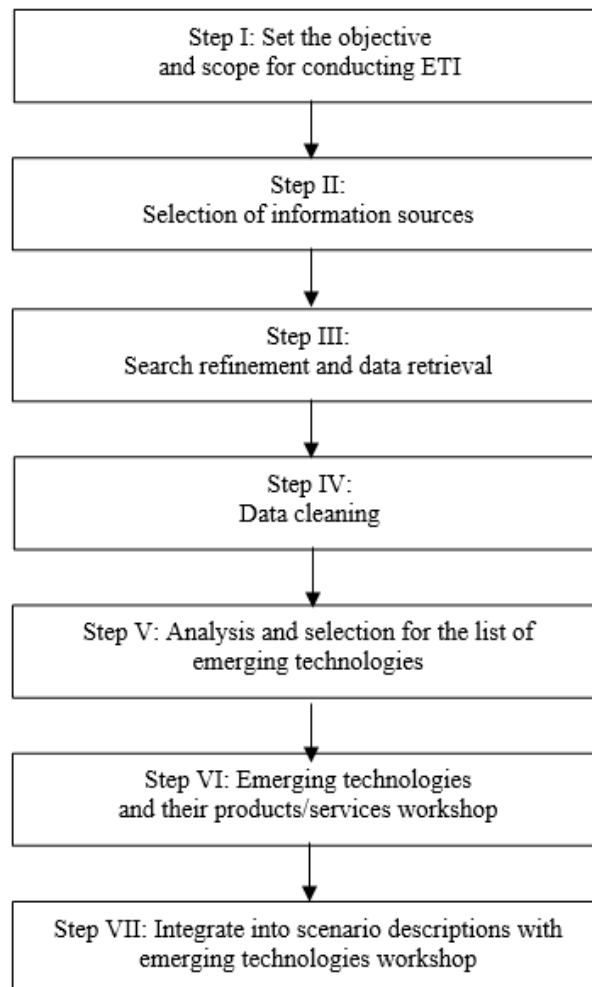 Step I: Set the objective
and scope for conducting ETI
Step II:
Selection of information sources
Step III:
Search refinement and data retrieval
Step IV:
Data cleaning
Step V: Analysis and selection for the list of
emerging technologies
Step VI: Emerging technologies
and their products/services workshop
Step VII: Integrate into scenario descriptions with
emerging technologies workshop